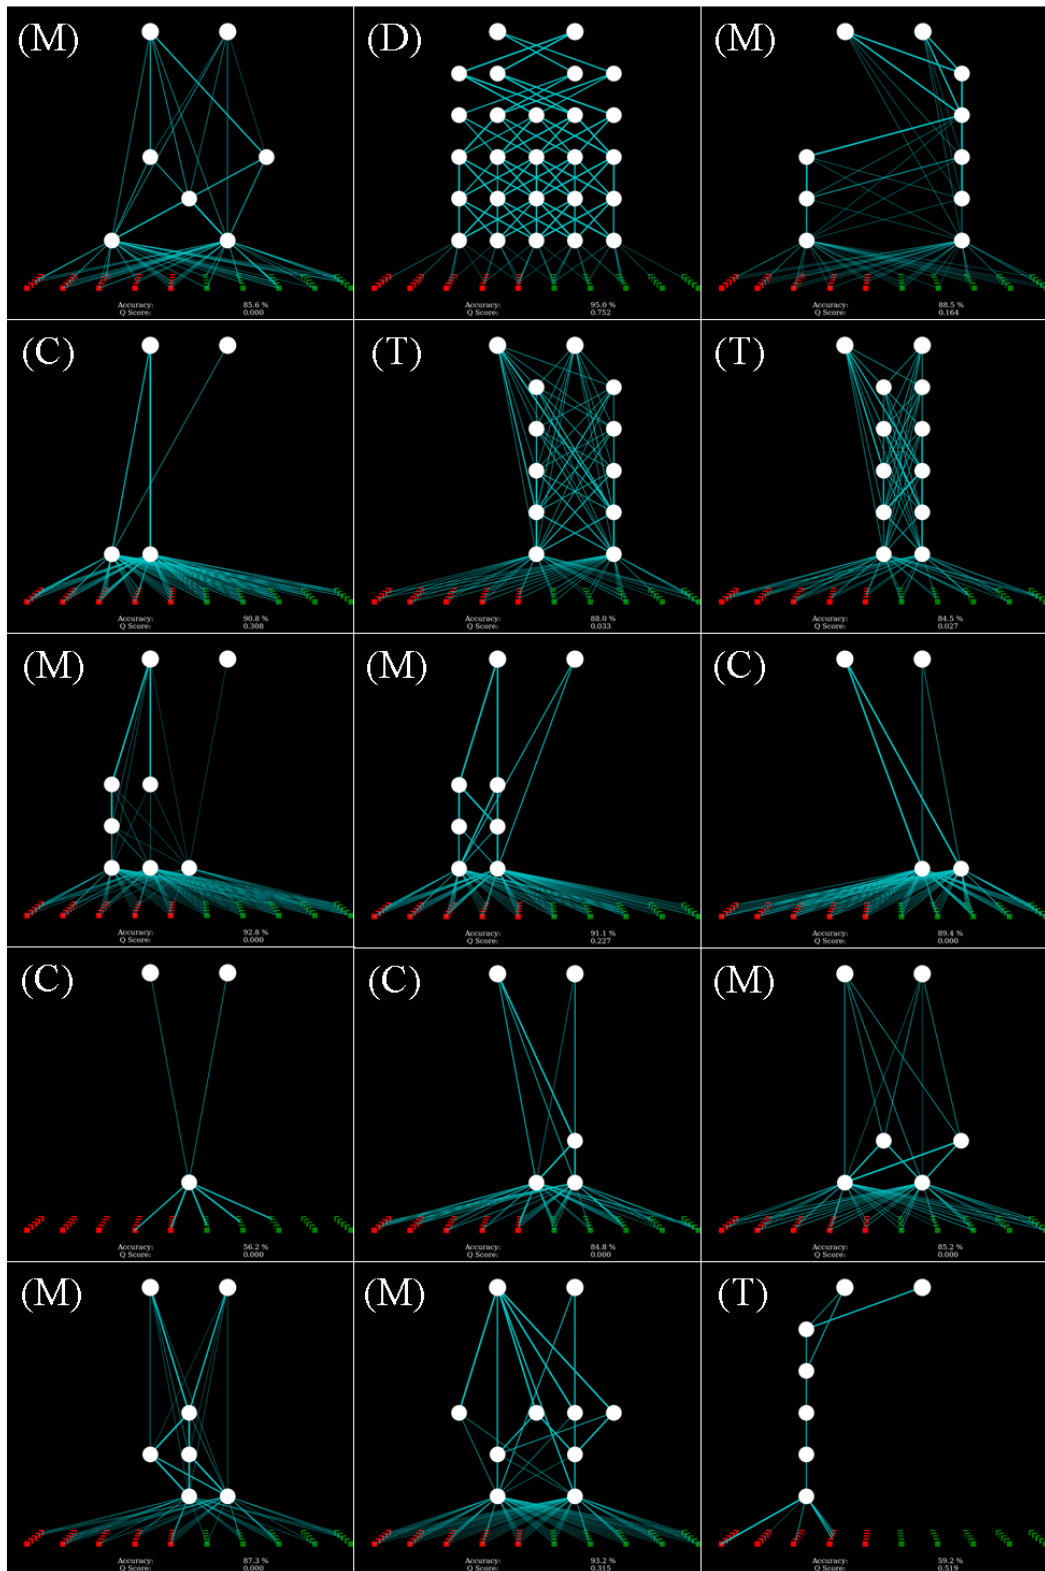 (M)
(D)
(M)
Accuracy: 85.6 %
Q Score: 0.000
Accuracy: 95.0 %
Q Score: 0.752
Accuracy: 88.5 %
Q Score: 0.164
(C)
(T)
(T)
Accuracy: 90.8 %
Q Score: 0.308
Accuracy: 88.0 %
Q Score: 0.033
Accuracy: 84.5 %
Q Score: 0.027
(M)
(M)
(C)
Accuracy: 92.8 %
Q Score: 0.000
Accuracy: 91.1 %
Q Score: 0.227
Accuracy: 89.4 %
Q Score: 0.000
(C)
(C)
(M)
Accuracy: 56.2 %
Q Score: 0.000
Accuracy: 84.8 %
Q Score: 0.000
Accuracy: 85.2 %
Q Score: 0.000
(M)
(M)
(T)
Accuracy: 87.3 %
Q Score: 0.000
Accuracy: 93.2 %
Q Score: 0.315
Accuracy: 59.2 %
Q Score: 0.519